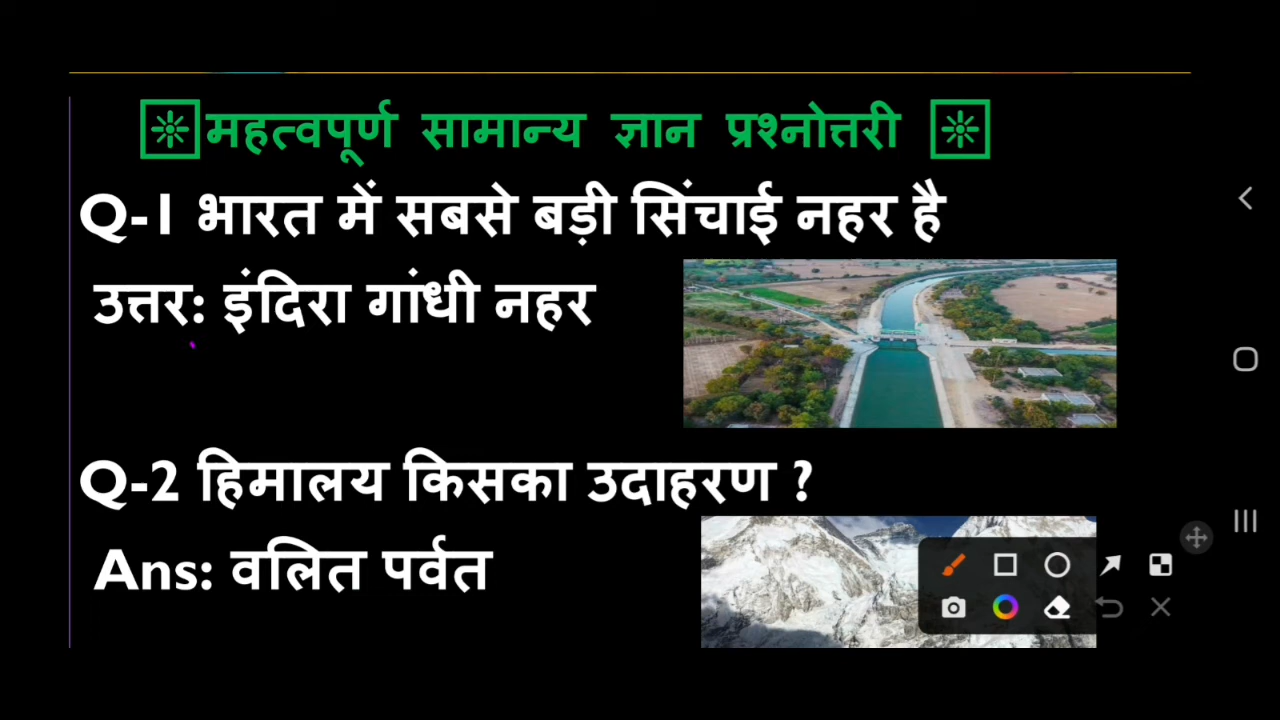 महत्वपूर्ण सामान्य ज्ञान प्रश्नोत्तरी
Q-1 भारत में सबसे बड़ी सिंचाई नहर है
उत्तर: इंदिरा गांधी नहर
Q-2 हिमालय किसका उदाहरण ?
Ans: वलित पर्वत